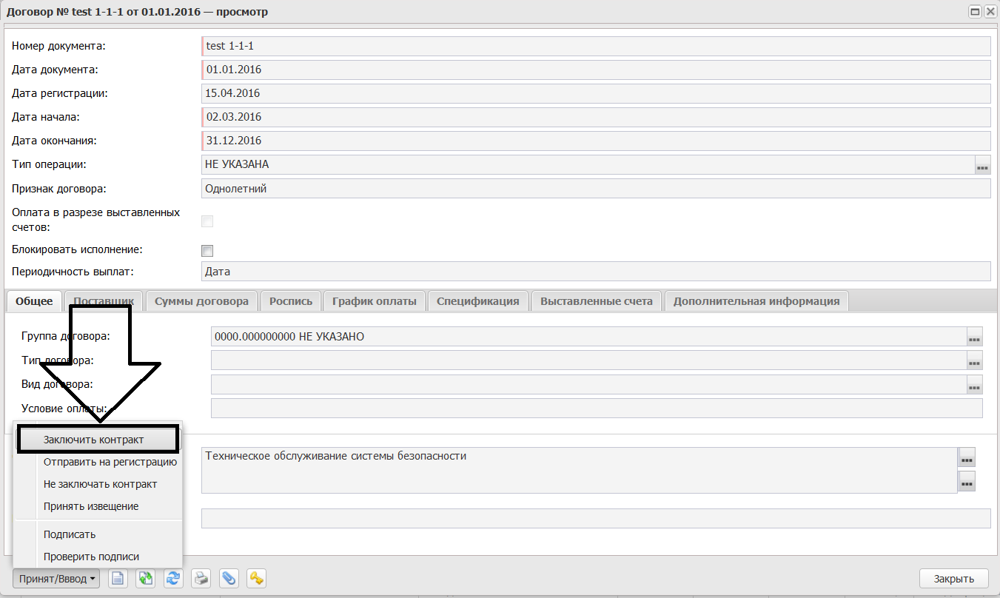 Договор № test 1-1-1 от 01.01.2016 — просмотр
Номер документа: test 1-1-1
Дата документа: 01.01.2016
Дата регистрации: 15.04.2016
Дата начала: 02.03.2016
Дата окончания: 31.12.2016
Тип операции: НЕ УКАЗАНА
Признак договора: Однолетний
Оплата в разрезе выставленных
счетов:
Блокировать исполнение:
Периодичность выплат: Дата
Общее Поставщик Суммы договора Роспись График оплаты Спецификация Выставленные счета Дополнительная информация
Группа договора: 0000.000000000 НЕ УКАЗАНО
Тип договора:
Вид договора:
Условие оплаты:
Заключить контракт
Техническое обслуживание системы безопасности
Отправить на регистрацию
Не заключать контракт
Принять извещение
Подписать
Проверить подписи
Принят/Ввод Закрыть